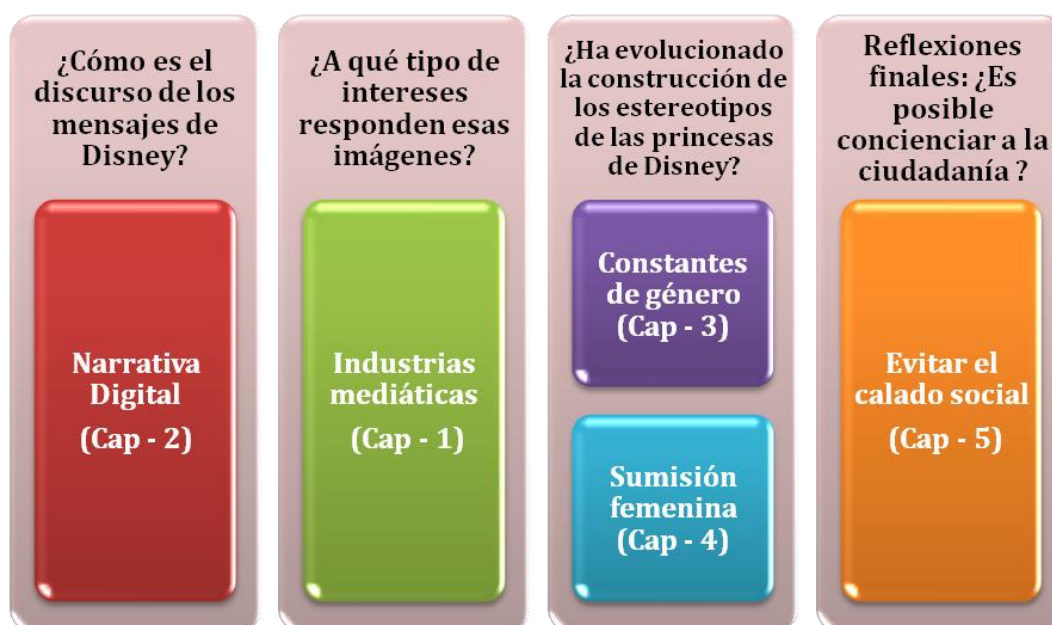 ¿Cómo es el
discurso de los
mensajes de
Disney?
Narrativa
Digital
(Cap - 2)
¿A qué tipo de
intereses
responden esas
imágenes?
Industrias
mediáticas
(Cap - 1)
¿Ha evolucionado
la construcción de
los estereotipos
de las princesas
de Disney?
Constantes
de género
(Cap - 3)
Sumisión
femenina
(Cap - 4)
Reflexiones
finales: ¿Es
posible
concienciar a la
ciudadanía ?
Evitar el
calado social
(Cap - 5)